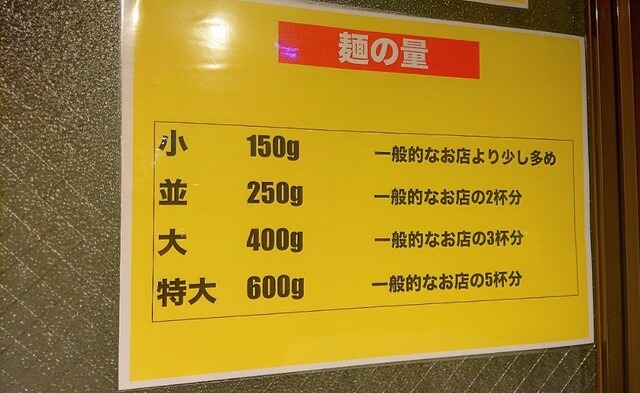 麺の量
小 150g 一般的なお店より少し多め
並 250g 一般的なお店の2杯分
大 400g 一般的なお店の3杯分
特大 600g 一般的なお店の5杯分